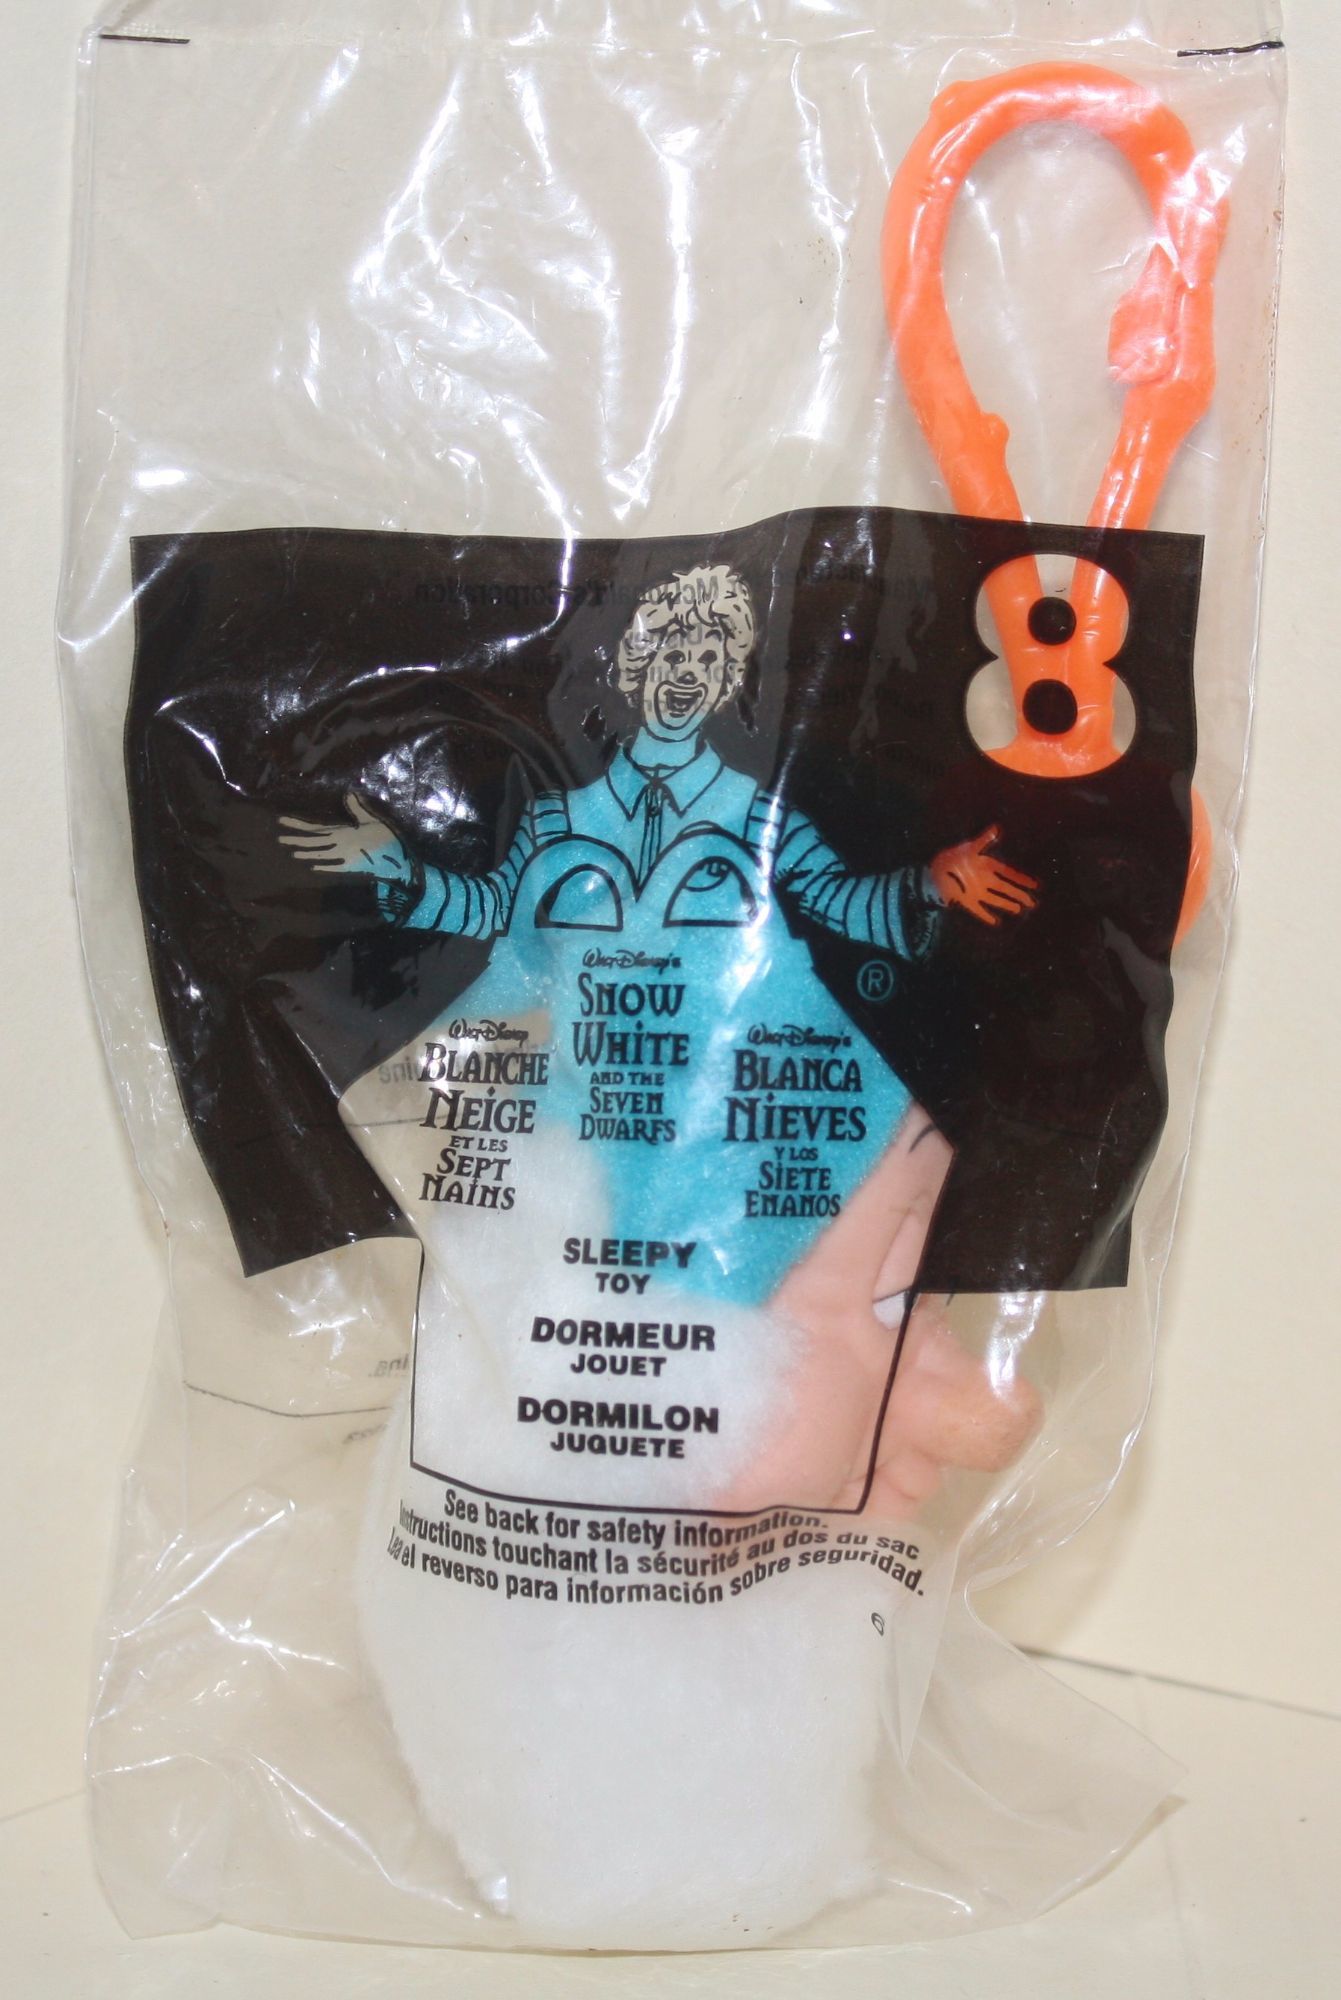 8
®
Walt Disney's
SNOW
WHITE
AND THE
SEVEN
DWARFS
Walt Disney
BLANCHE
NEIGE
ET LES
SEPT
NAINS
Walt Disney's
BLANCA
NIEVES
Y LOS
SIETE
ENANOS
SLEEPY
TOY
DORMEUR
JOUET
DORMILON
JUGUETE
See back for safety information.
Instructions touchant la sécurité au dos du sac
Lea el reverso para información sobre seguridad.